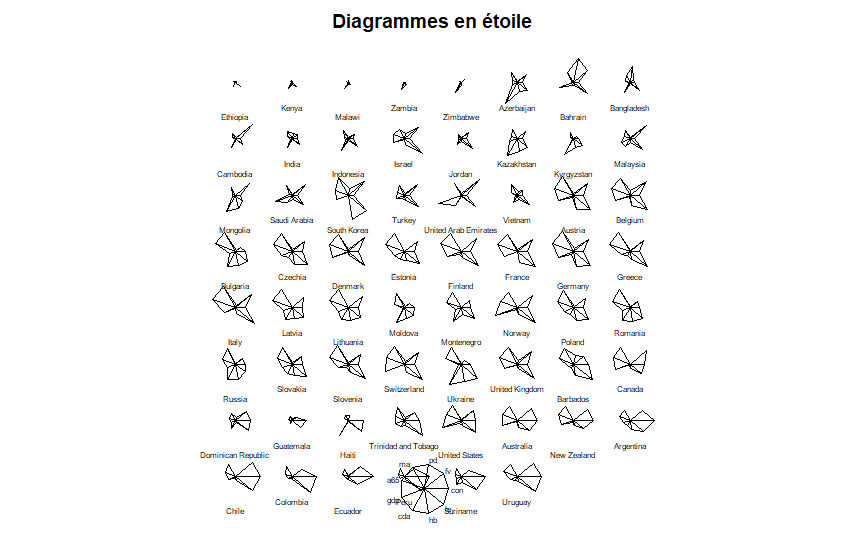 Diagrammes en étoile
Ethiopia
Kenya
Malawi
Zambia
Zimbabwe
Azerbaijan
Bahrain
Bangladesh
Cambodia
India
Indonesia
Israel
Jordan
Kazakhstan
Kyrgyzstan
Malaysia
Mongolia
Saudi Arabia
South Korea
Turkey
United Arab Emirates
Vietnam
Austria
Belgium
Bulgaria
Czechia
Denmark
Estonia
Finland
France
Germany
Greece
Italy
Latvia
Lithuania
Moldova
Montenegro
Norway
Poland
Romania
Russia
Slovakia
Slovenia
Switzerland
Ukraine
United Kingdom
Barbados
Canada
Dominican Republic
Guatemala
Haiti
Trinidad and Tobago
United States
Australia
New Zealand
Argentina
Chile
Colombia
Ecuador
Peru
Suriname
Uruguay
con
fv
pd
ma
a65
gdp
cda
hb